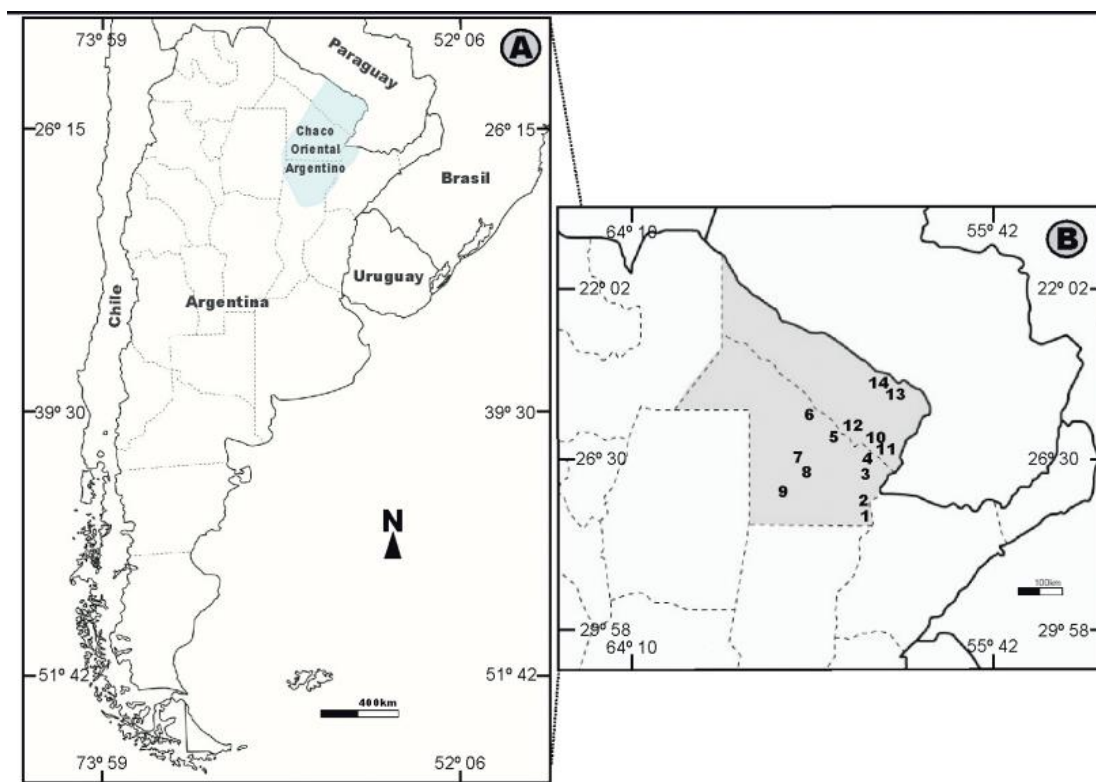 73º 59
52º 06
A
Paraguay
26º 15
26º 15
Chaco
Oriental
Argentino
Brasil
Uruguay
Argentina
Chile
39º 30
39º 30
N
51º 42
51º 42
400km
73º 59
52º 06
B
64º 10
55º 42
22º 02
22º 02
14
13
6
12
5
10
11
26º 30
26º 30
7
4
8
3
9
2
1
100km
29º 58
29º 58
64º 10
55º 42